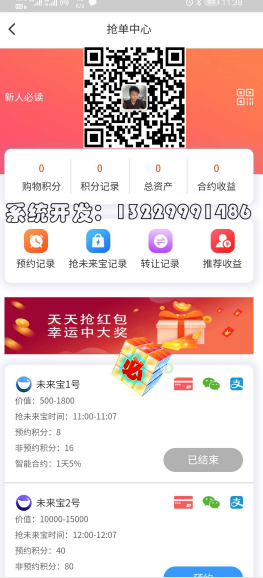 11:38
抢单中心
新人必读
0 0 0 0
购物积分 积分记录 总资产 合约收益
系统开发：13229991486
预约记录 抢未来宝记录 转让记录 推荐收益
天天抢红包
幸运中大奖
必
未来宝1号
价值：500-1800
抢未来宝时间：11:00-11:07
预约积分：8
非预约积分：16
智能合约：1天5%
已结束
未来宝2号
价值：10000-15000
抢未来宝时间：12:00-12:07
预约积分：40
非预约积分：80
预约